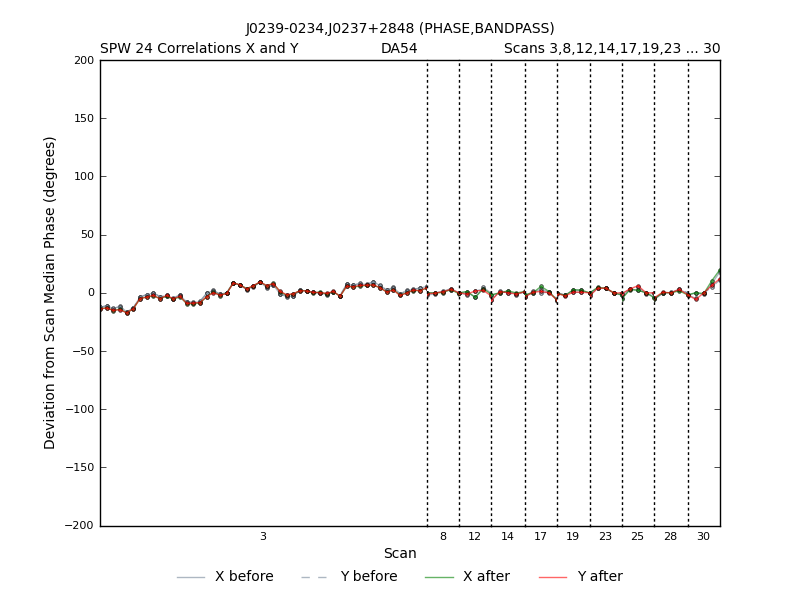 J0239-0234,J0237+2848 (PHASE,BANDPASS)
SPW 24 Correlations X and Y DA54 Scans 3,8,12,14,17,19,23 ... 30
200
150
100
50
0
−50
−100
−150
−200
Deviation from Scan Median Phase (degrees)
3 8 12 14 17 19 23 25 28 30
Scan
X before Y before X after Y after